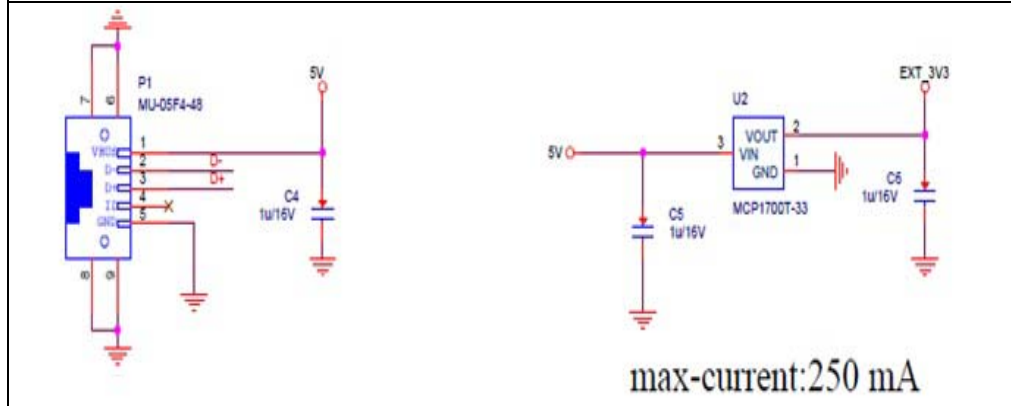 P1
MU-05F4-48
7
6
VBUS
1
D-
2
D-
D+
3
D+
ID
4
GND
5
8
9
5V
C4
1u/16V
5V
C5
1u/16V
U2
3
VIN
VOUT
2
GND
1
MCP1700T-33
EXT_3V3
C6
1u/16V
max-current:250 mA